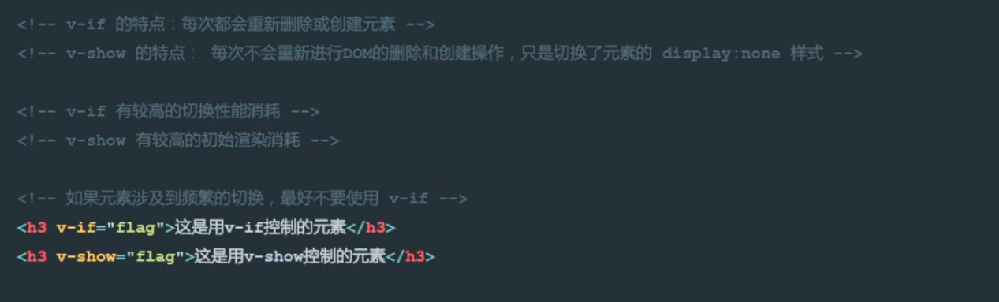 <!-- v-if 的特点：每次都会重新删除或创建元素 -->
<!-- v-show 的特点： 每次不会重新进行DOM的删除和创建操作，只是切换了元素的 display:none 样式 -->
<!-- v-if 有较高的切换性能消耗 -->
<!-- v-show 有较高的初始渲染消耗 -->
<!-- 如果元素涉及到频繁的切换，最好不要使用 v-if -->
<h3 v-if="flag">这是用v-if控制的元素</h3>
<h3 v-show="flag">这是用v-show控制的元素</h3>